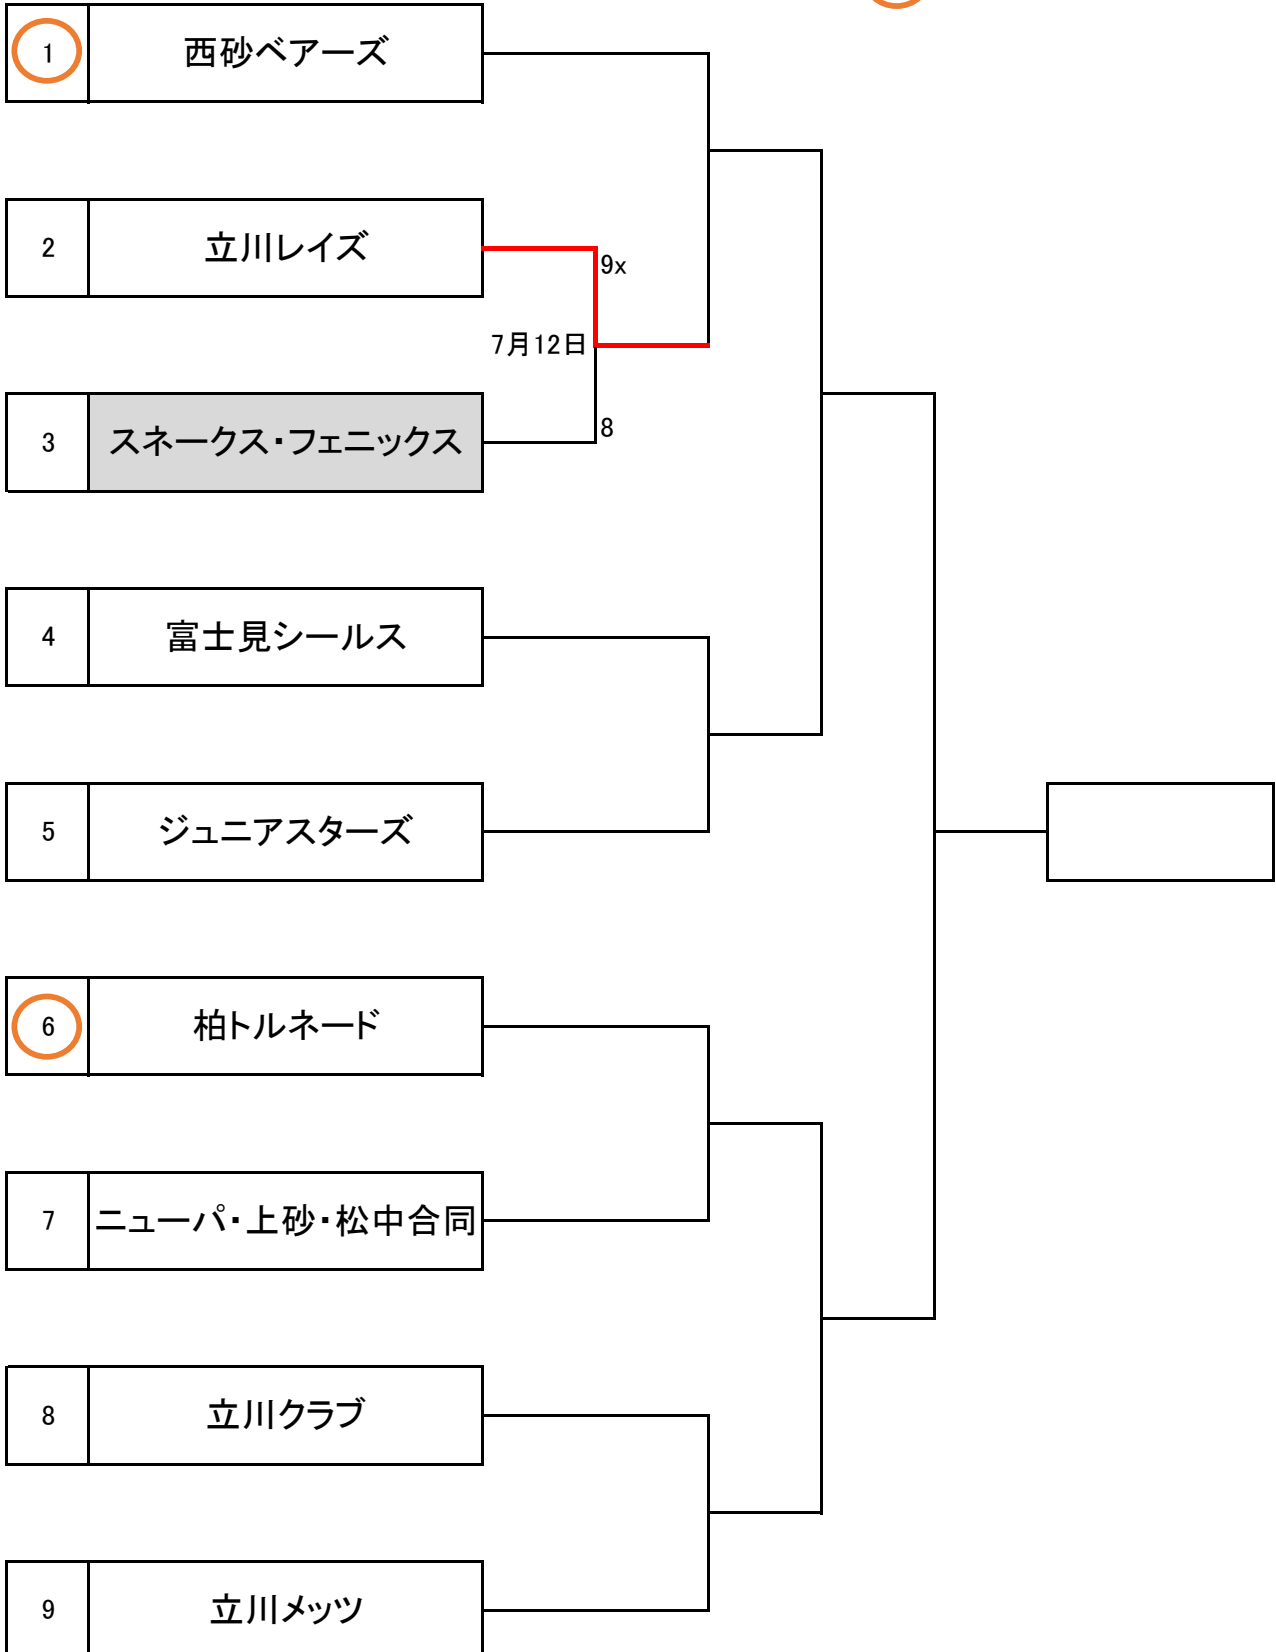 1 西砂ベアーズ
2 立川レイズ
9x
7月12日
3 スネークス・フェニックス
8
4 富士見シールス
5 ジュニアスターズ
6 柏トルネード
7 ニューパ・上砂・松中合同
8 立川クラブ
9 立川メッツ